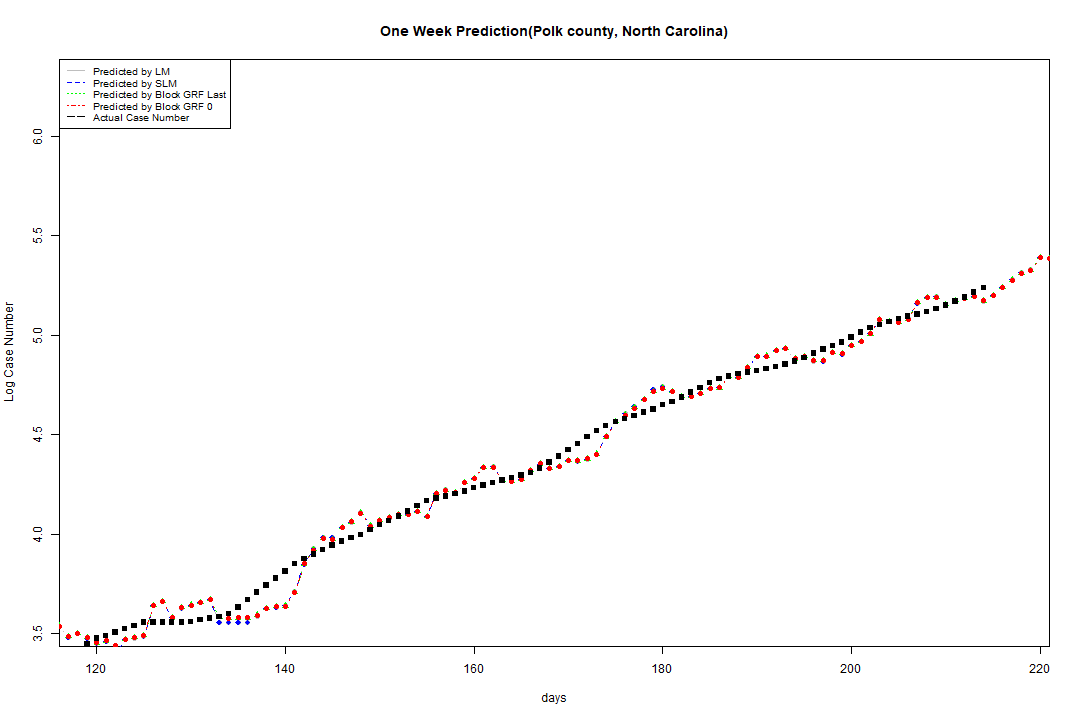 One Week Prediction(Polk county, North Carolina)
Predicted by LM
Predicted by SLM
Predicted by Block GRF Last
Predicted by Block GRF 0
Actual Case Number
6.0
5.5
5.0
4.5
4.0
3.5
Log Case Number
120 140 160 180 200 220
days